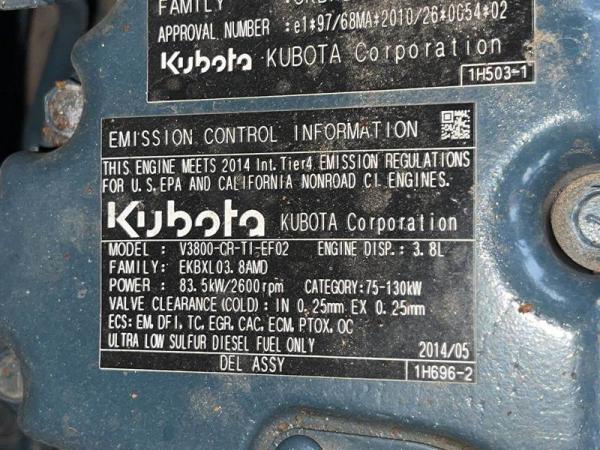 FAMILY :
APPROVAL NUMBER :e1*97/68MA*2010/26*0654*02
Kubota KUBOTA Corporation
1H503-1
EMISSION CONTROL INFORMATION
THIS ENGINE MEETS 2014 Int.Tier4 EMISSION REGULATIONS
FOR U.S.EPA AND CALIFORNIA NONROAD CI ENGINES.
Kubota KUBOTA Corporation
MODEL : V3800-CR-TI-EF02 ENGINE DISP.: 3.8L
FAMILY: EKBXL03.8AMD
POWER : 83.5kW/2600rpm CATEGORY:75-130kW
VALVE CLEARANCE(COLD): IN 0.25mm EX 0.25mm
ECS: EM, DFI, TC, EGR, CAC, ECM, PTOX, OC
ULTRA LOW SULFUR DIESEL FUEL ONLY 2014/05
DEL ASSY 1H696-2